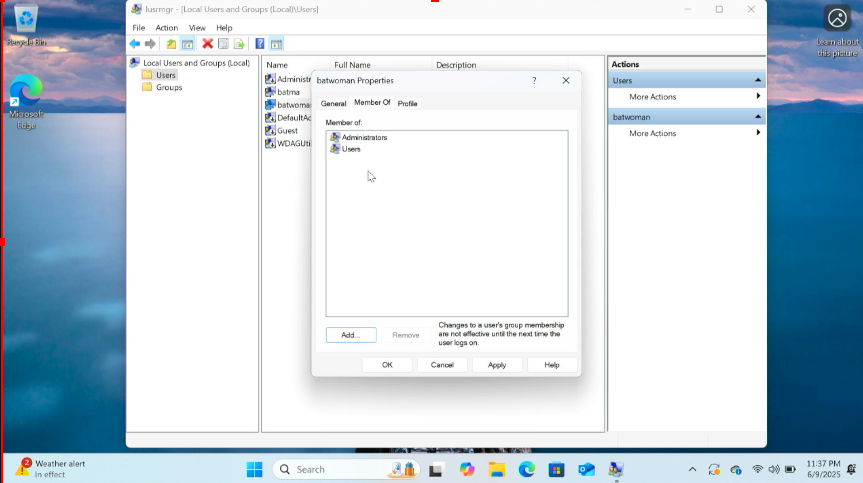 Recycle Bin
Microsoft
Edge
Learn about
this picture
lusrmgr - [Local Users and Groups (Local)\Users]
File Action View Help
Local Users and Groups (Local)
Users
Groups
Name Full Name Description
Administr
batma
batwoma
DefaultAc
Guest
WDAGUti
batwoman Properties
General Member Of Profile
Member of:
Administrators
Users
Add... Remove
Changes to a user's group membership
are not effective until the next time the
user logs on.
OK Cancel Apply Help
Actions
Users
More Actions
batwoman
More Actions
2
Weather alert
In effect
Search
11:37 PM
6/9/2025